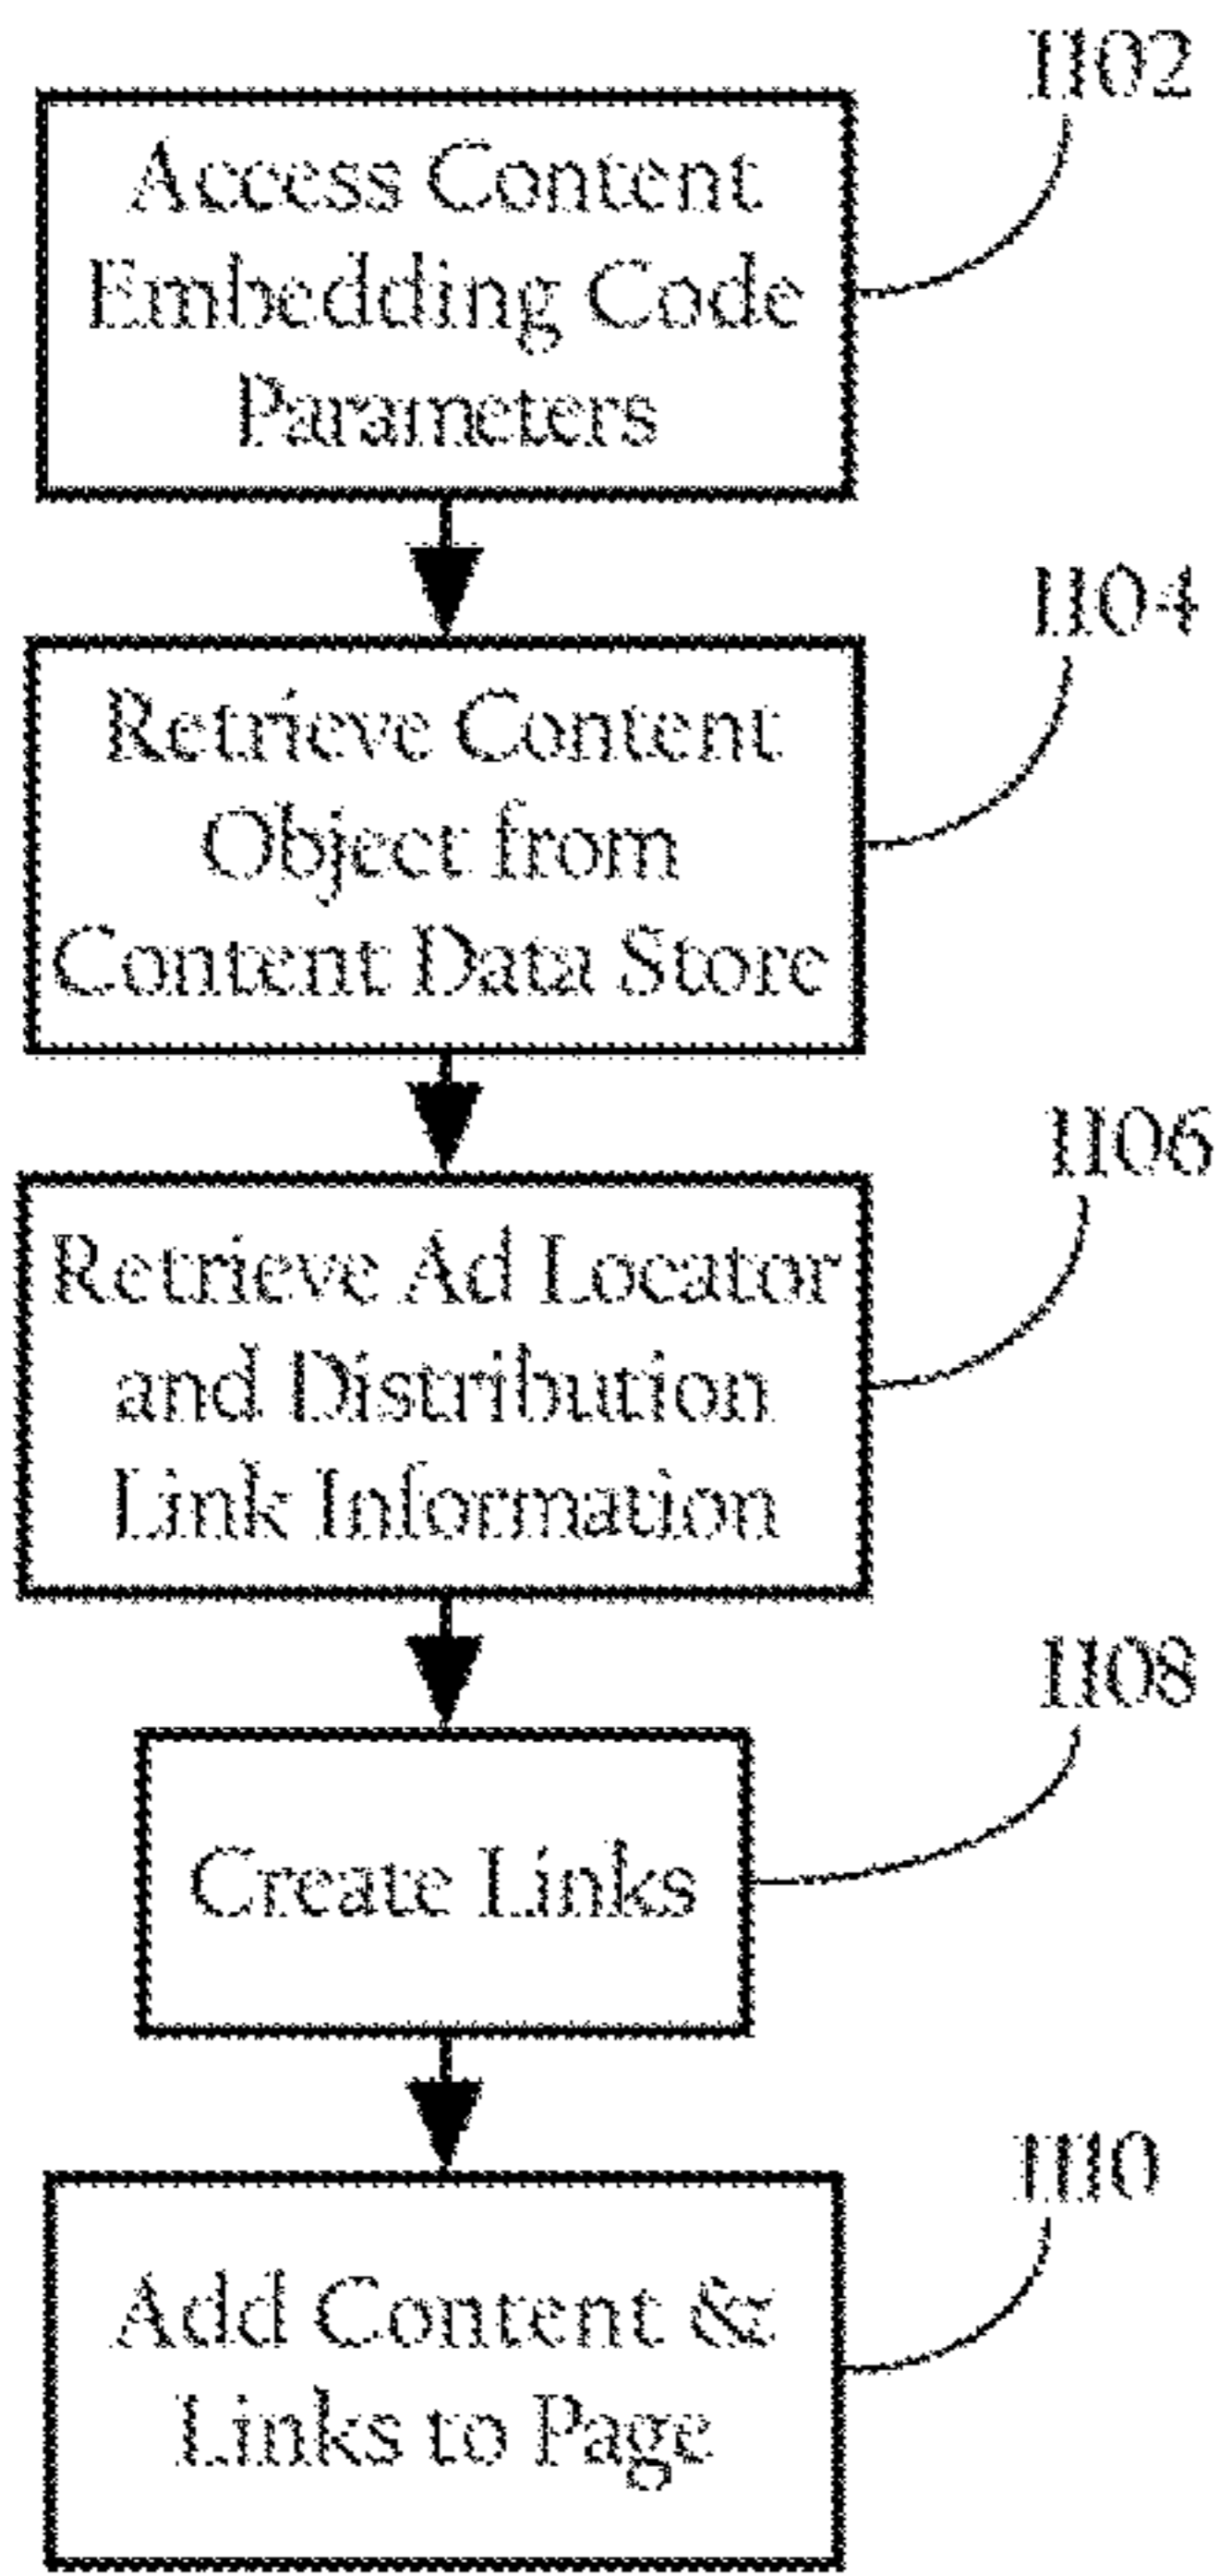 1102
Access Content
Embedding Code
Parameters
1104
Retrieve Content
Object from
Content Data Store
1106
Retrieve Ad Locator
and Distribution
Link Information
1108
Create Links
1110
Add Content &
Links to Page